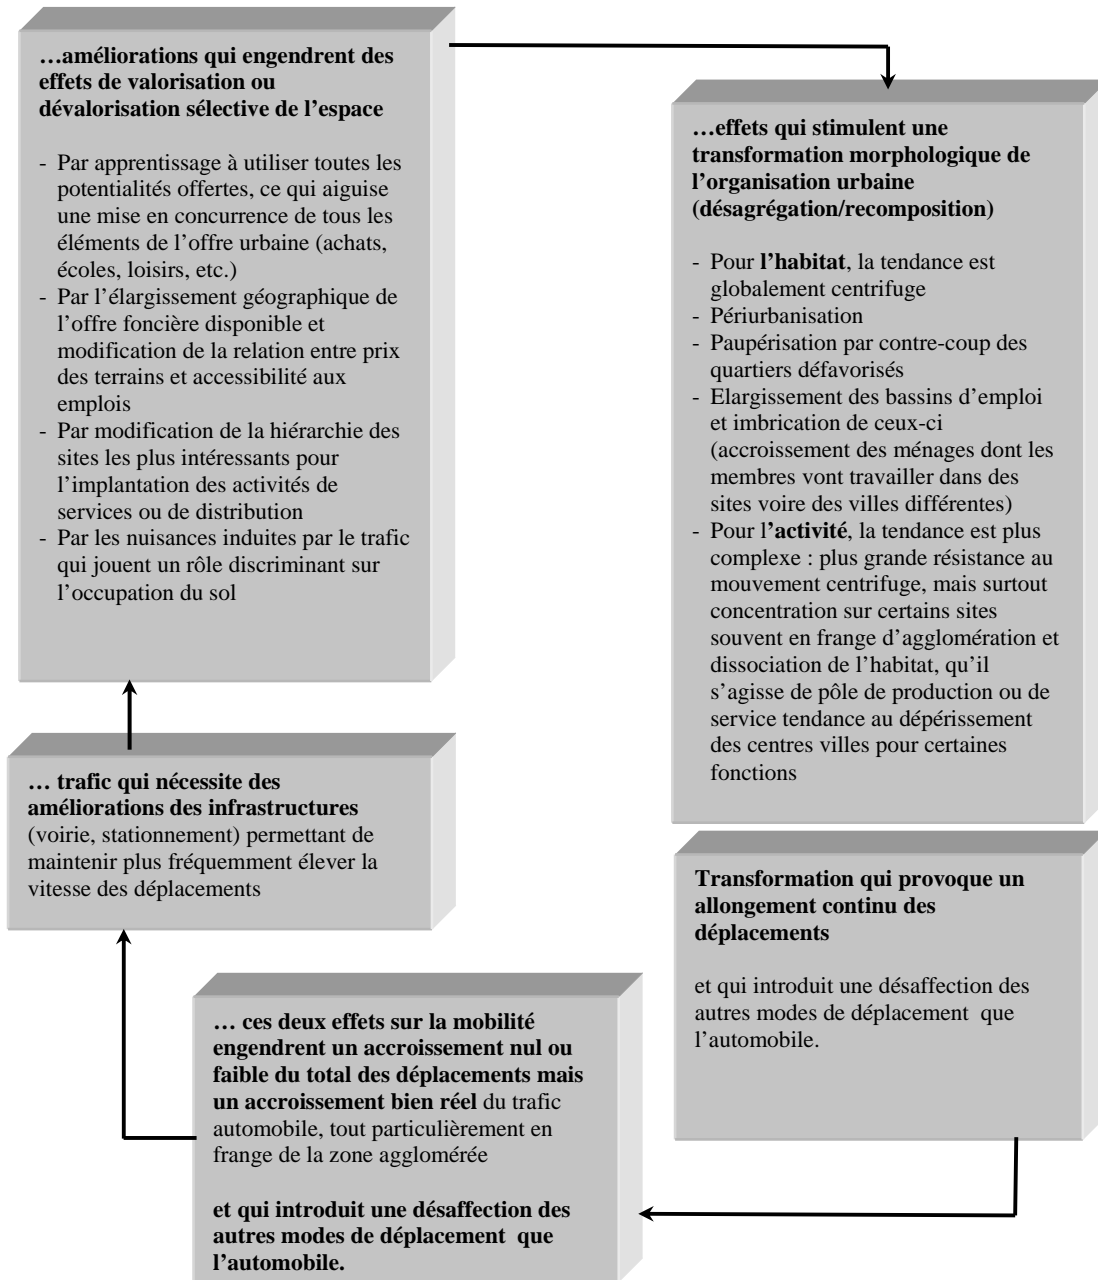 …améliorations qui engendrent des
effets de valorisation ou
dévalorisation sélective de l’espace
- Par apprentissage à utiliser toutes les
potentialités offertes, ce qui aiguise
une mise en concurrence de tous les
éléments de l’offre urbaine (achats,
écoles, loisirs, etc.)
- Par l’élargissement géographique de
l’offre foncière disponible et
modification de la relation entre prix
des terrains et accessibilité aux
emplois
- Par modification de la hiérarchie des
sites les plus intéressants pour
l’implantation des activités de
services ou de distribution
- Par les nuisances induites par le trafic
qui jouent un rôle discriminant sur
l’occupation du sol
…effets qui stimulent une
transformation morphologique de
l’organisation urbaine
(désagrégation/recomposition)
- Pour l’habitat, la tendance est
globalement centrifuge
- Périurbanisation
- Paupérisation par contre-coup des
quartiers défavorisés
- Elargissement des bassins d’emploi
et imbrication de ceux-ci
(accroissement des ménages dont les
membres vont travailler dans des
sites voire des villes différentes)
- Pour l’activité, la tendance est plus
complexe : plus grande résistance au
mouvement centrifuge, mais surtout
concentration sur certains sites
souvent en frange d’agglomération et
dissociation de l’habitat, qu’il
s’agisse de pôle de production ou de
service tendance au dépérissement
des centres villes pour certaines
fonctions
Transformation qui provoque un
allongement continu des
déplacements
et qui introduit une désaffection des
autres modes de déplacement  que
l’automobile.
… ces deux effets sur la mobilité
engendrent un accroissement nul ou
faible du total des déplacements mais
un accroissement bien réel du trafic
automobile, tout particulièrement en
frange de la zone agglomérée
et qui introduit une désaffection des
autres modes de déplacement  que
l’automobile.
… trafic qui nécessite des
améliorations des infrastructures
(voirie, stationnement) permettant de
maintenir plus fréquemment élever la
vitesse des déplacements